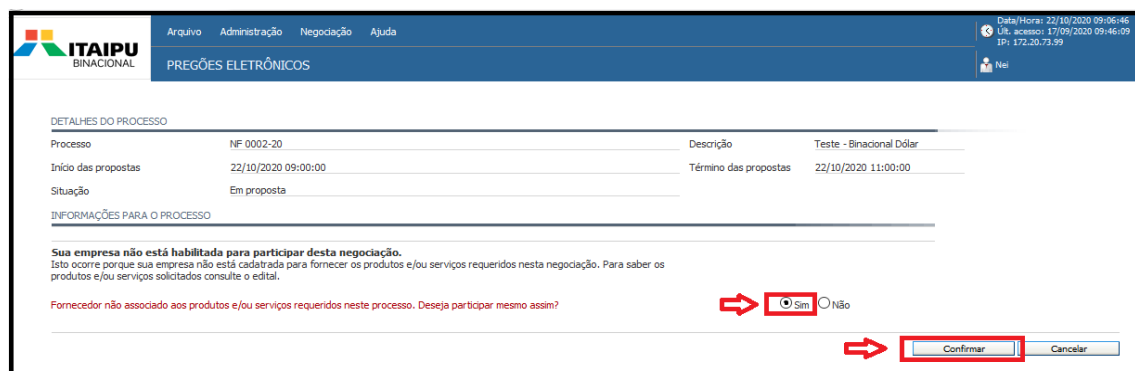 ITAIPU
BINACIONAL
Arquivo Administração Negociação Ajuda
PREGÕES ELETRÔNICOS
Data/Hora: 22/10/2020 09:06:46
Últ. acesso: 17/09/2020 09:46:09
IP: 172.20.73.99
Nei
DETALHES DO PROCESSO
Processo NF 0002-20 Descrição Teste - Binacional Dólar
Início das propostas 22/10/2020 09:00:00 Término das propostas 22/10/2020 11:00:00
Situação Em proposta
INFORMAÇÕES PARA O PROCESSO
Sua empresa não está habilitada para participar desta negociação.
Isto ocorre porque sua empresa não está cadatrada para fornecer os produtos e/ou serviços requeridos nesta negociação. Para saber os
produtos e/ou serviços solicitados consulte o edital.
Fornecedor não associado aos produtos e/ou serviços requeridos neste processo. Deseja participar mesmo assim? Sim Não
Confirmar Cancelar